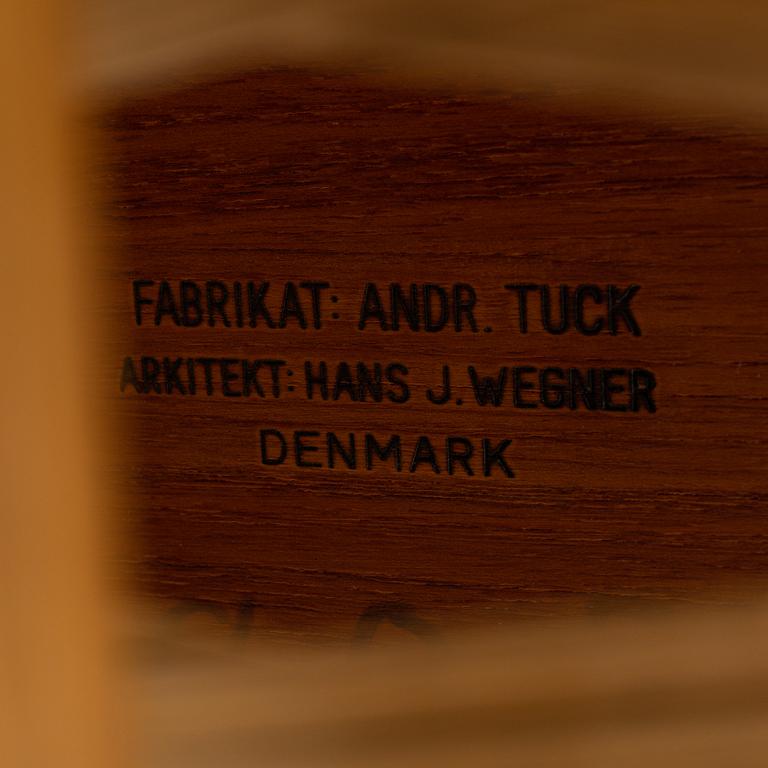 FABRIKAT: ANDR. TUCK
ARKITEKT: HANS J. WEGNER
DENMARK